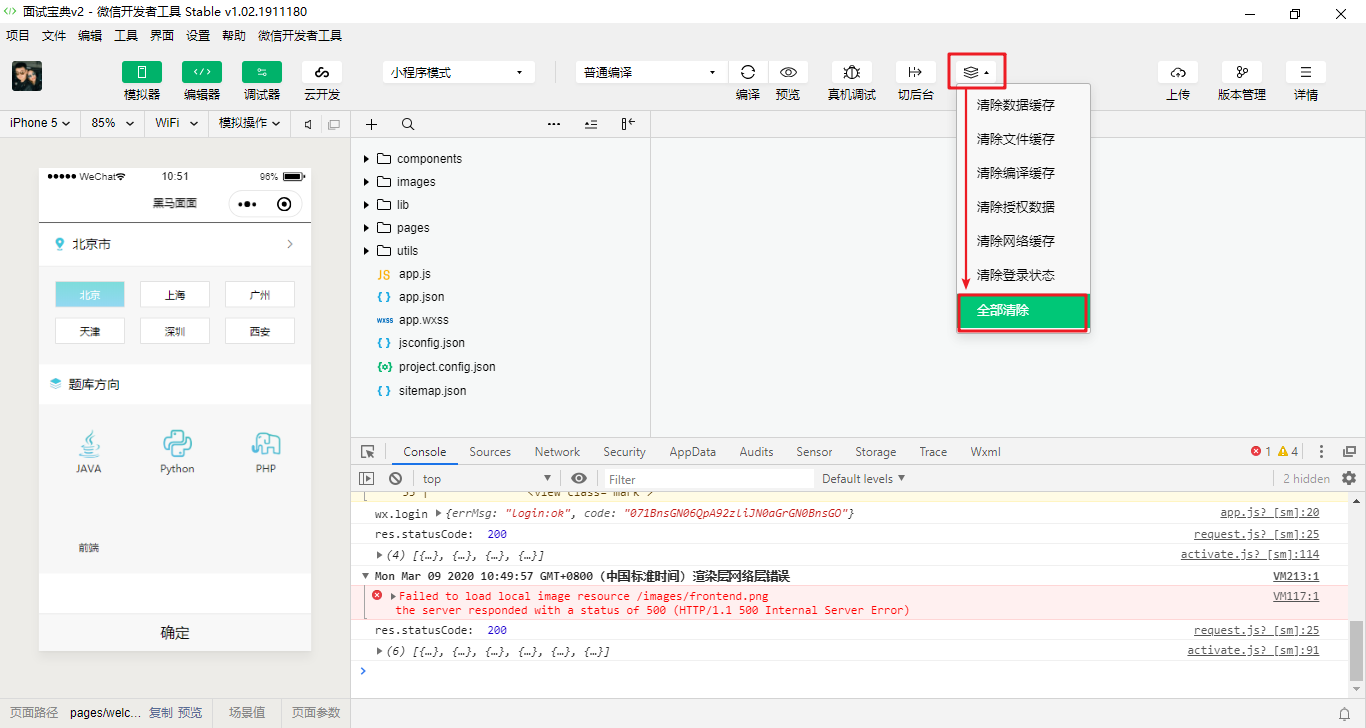 面试宝典v2 - 微信开发者工具 Stable v1.02.1911180
项目 文件 编辑 工具 界面 设置 帮助 微信开发者工具
模拟器 编辑器 调试器 云开发
小程序模式 普通编译
编译 预览 真机调试 切后台
上传 版本管理 详情
清除数据缓存
清除文件缓存
清除编译缓存
清除授权数据
清除网络缓存
清除登录状态
全部清除
iPhone 5 85% WiFi 模拟操作
WeChat 10:51 96%
黑马面面
北京市
北京 上海 广州
天津 深圳 西安
题库方向
JAVA Python PHP
前端
确定
components
images
lib
pages
utils
JS app.js
{ } app.json
wxss app.wxss
{ } jsconfig.json
{o} project.config.json
{ } sitemap.json
Console Sources Network Security AppData Audits Sensor Storage Trace Wxml 1 4
top Filter Default levels 2 hidden
55 | <view class="mark">
wx.login {errMsg: "login:ok", code: "071BnsGN06QpA92zliJN0aGrGN0BnsGO"} app.js? [sm]:20
res.statusCode: 200 request.js? [sm]:25
(4) [{…}, {…}, {…}, {…}] activate.js? [sm]:114
Mon Mar 09 2020 10:49:57 GMT+0800 (中国标准时间) 渲染层网络层错误 VM213:1
Failed to load local image resource /images/frontend.png VM117:1
the server responded with a status of 500 (HTTP/1.1 500 Internal Server Error)
res.statusCode: 200 request.js? [sm]:25
(6) [{…}, {…}, {…}, {…}, {…}, {…}] activate.js? [sm]:91
页面路径 pages/welc... 复制 预览 场景值 页面参数